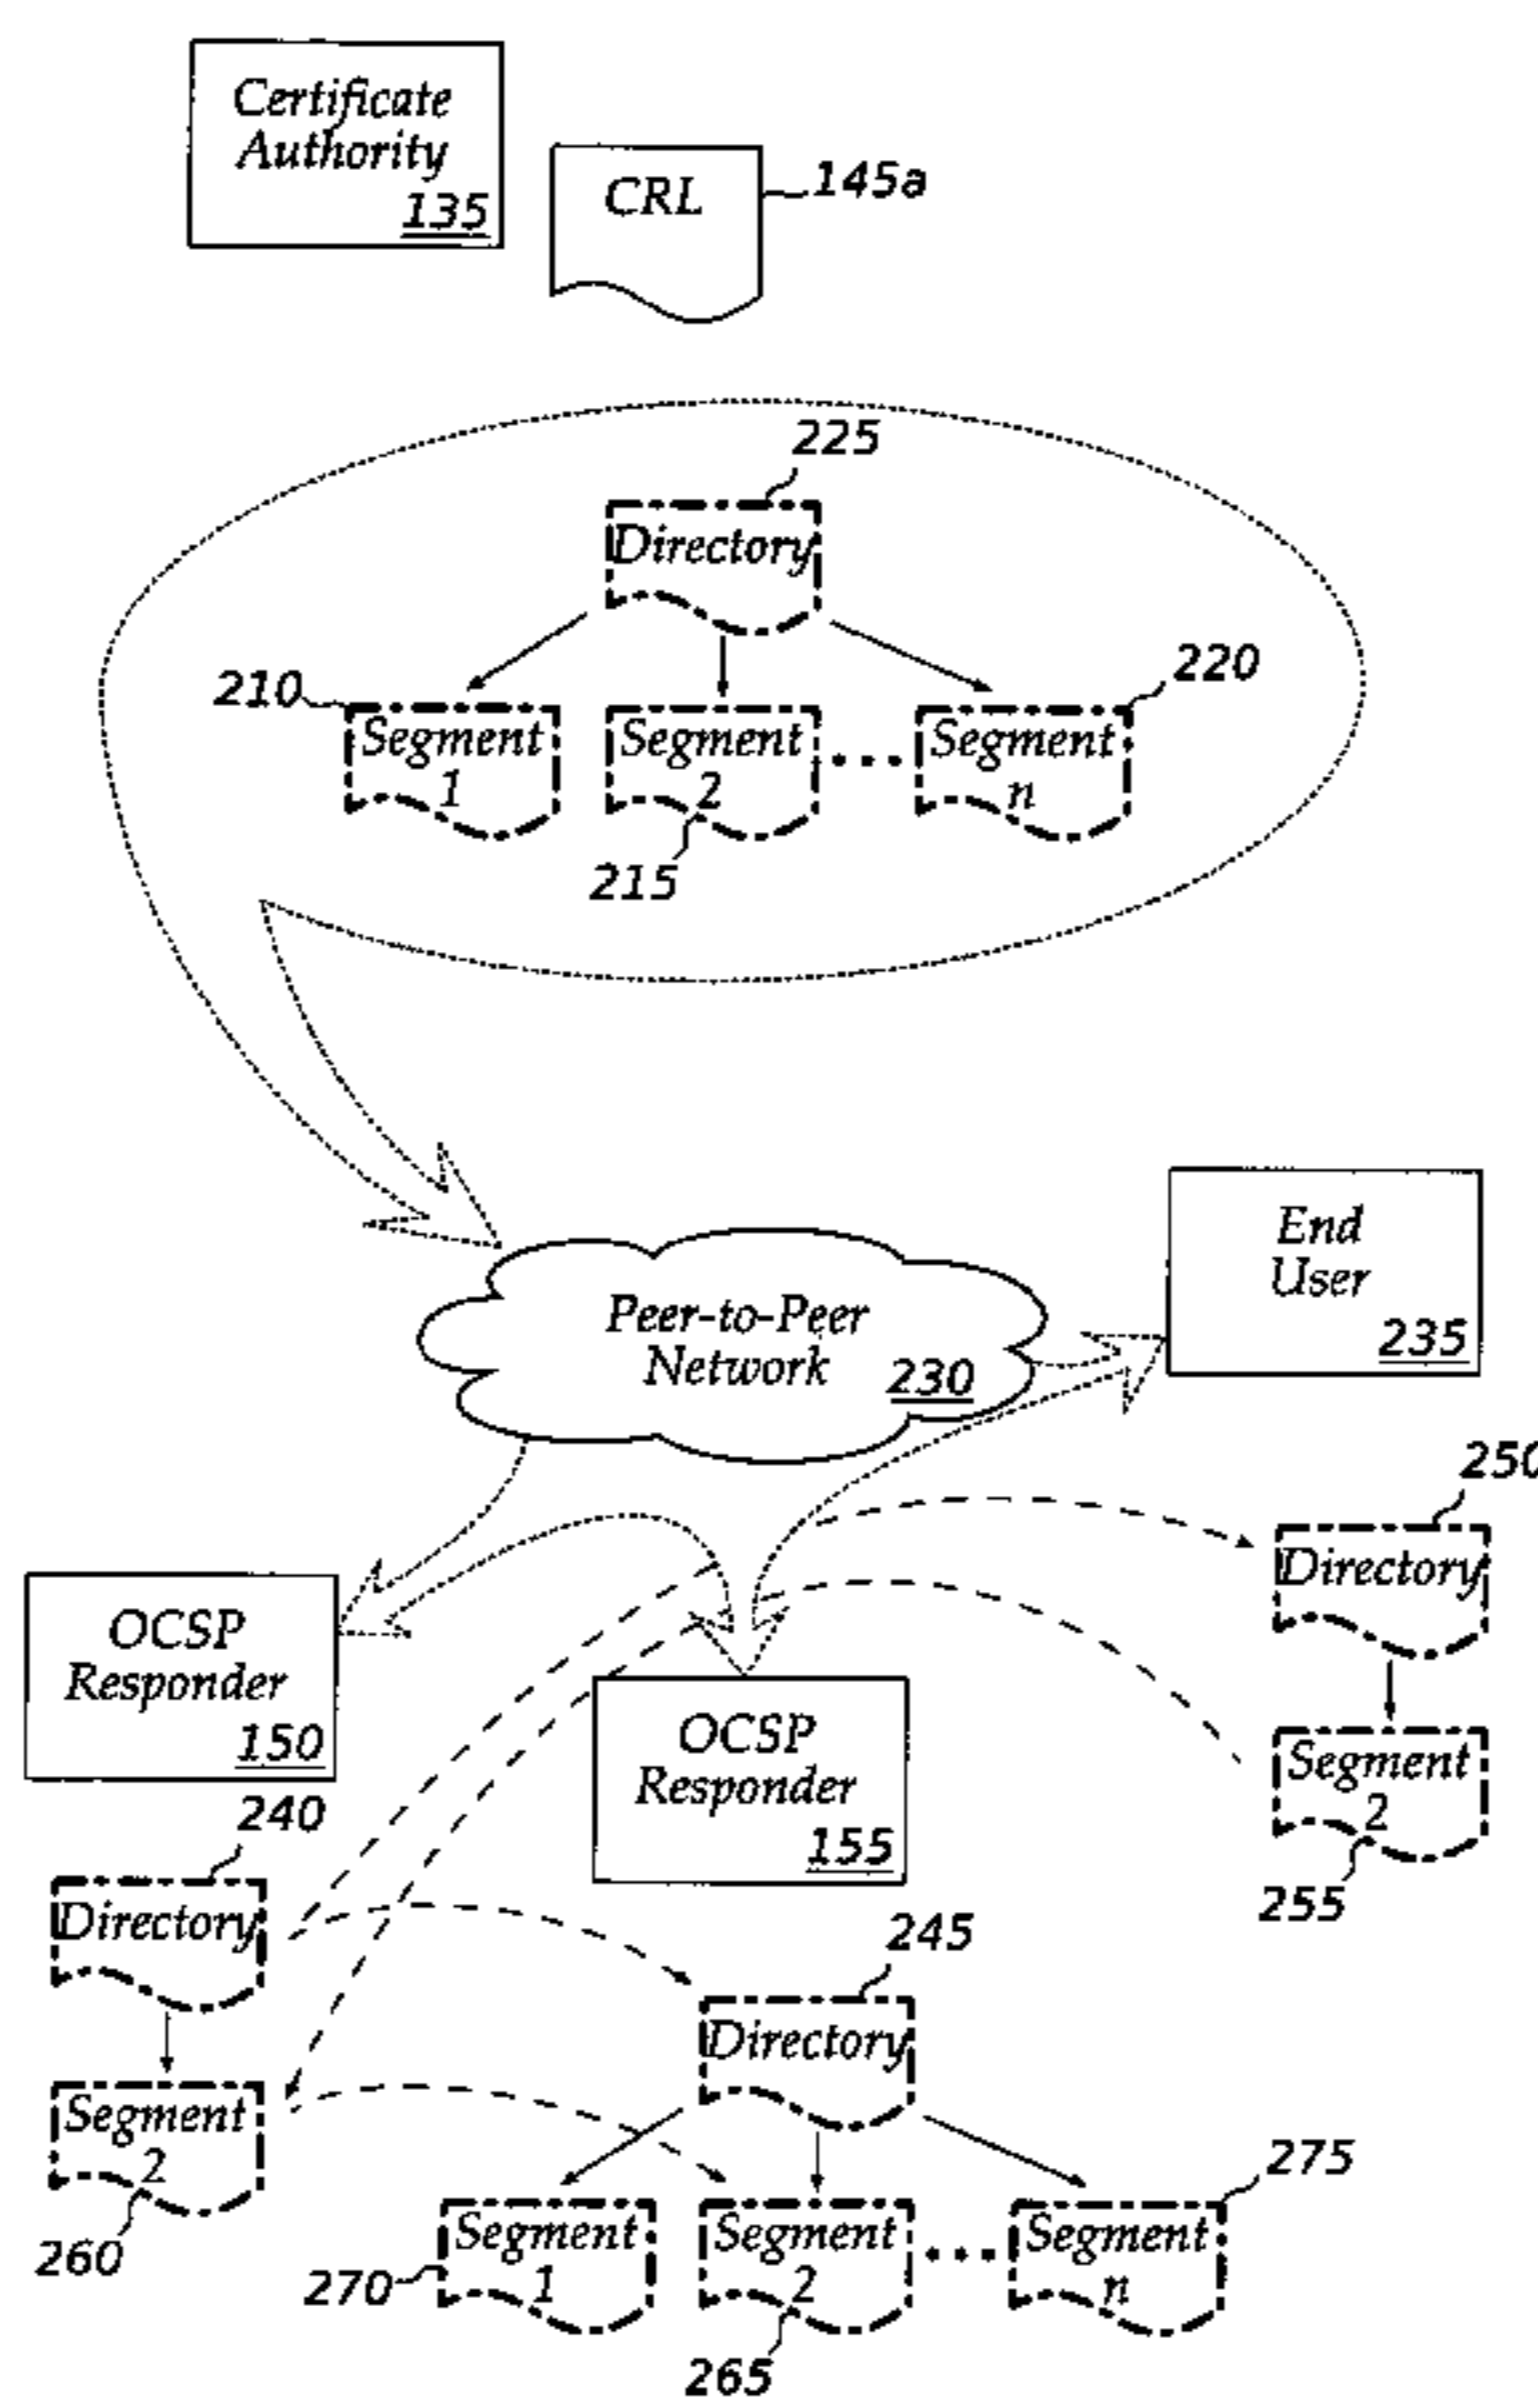 Certificate
Authority
135
CRL
145a
225
Directory
210
220
Segment
1
Segment
2
Segment
n
215
Peer-to-Peer
Network
230
End
User
235
250
Directory
OCSP
Responder
150
OCSP
Responder
155
Segment
2
255
240
Directory
245
Directory
Segment
2
260
275
Segment
1
Segment
2
Segment
n
270
265